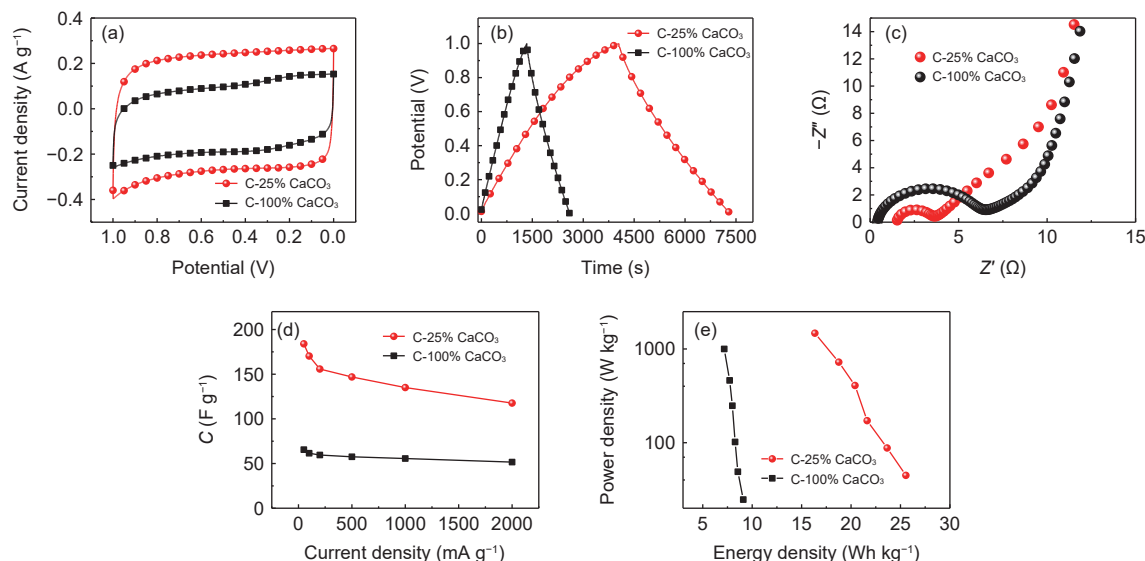 (a)
Current density (A g⁻¹)
0.4
0.2
0.0
−0.2
−0.4
C-25% CaCO₃
C-100% CaCO₃
1.0 0.8 0.6 0.4 0.2 0.0
Potential (V)
(b)
Potential (V)
1.0
0.8
0.6
0.4
0.2
0.0
C-25% CaCO₃
C-100% CaCO₃
0 1500 3000 4500 6000 7500
Time (s)
(c)
−Z″ (Ω)
14
12
10
8
6
4
2
0
C-25% CaCO₃
C-100% CaCO₃
0 5 10 15
Z′ (Ω)
(d)
C (F g⁻¹)
200
150
100
50
0
C-25% CaCO₃
C-100% CaCO₃
0 500 1000 1500 2000
Current density (mA g⁻¹)
(e)
Power density (W kg⁻¹)
1000
100
C-25% CaCO₃
C-100% CaCO₃
5 10 15 20 25 30
Energy density (Wh kg⁻¹)